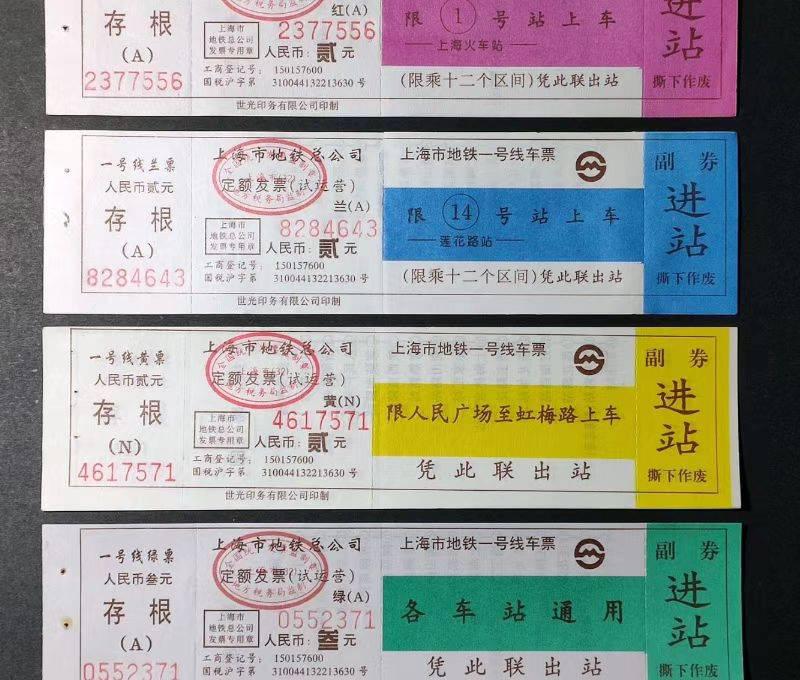 存根
(A)
2377556
红(A)
2377556
上海市
地铁总公司
发票专用章
人民币:贰元
工商登记号: 150157600
国税沪字第 310044132213630 号
世光印务有限公司印制
限 1 号站上车
上海火车站
(限乘十二个区间)凭此联出站
进站
撕下作废
一号线兰票
人民币贰元
存根
(A)
8284643
上海市地铁总公司
定额发票(试运营)
兰(A)
8284643
上海市
地铁总公司
发票专用章
人民币:贰元
工商登记号: 150157600
国税沪字第 310044132213630 号
世光印务有限公司印制
上海市地铁一号线车票
限 14 号站上车
莲花路站
(限乘十二个区间)凭此联出站
副券
进站
撕下作废
一号线黄票
人民币贰元
存根
(N)
4617571
上海市地铁总公司
定额发票(试运营)
黄(N)
4617571
上海市
地铁总公司
发票专用章
人民币:贰元
工商登记号: 150157600
国税沪字第 310044132213630 号
世光印务有限公司印制
上海市地铁一号线车票
限人民广场至虹梅路上车
凭此联出站
副券
进站
撕下作废
一号线绿票
人民币叁元
存根
(A)
0552371
上海市地铁总公司
定额发票(试运营)
绿(A)
0552371
上海市
地铁总公司
发票专用章
人民币:叁元
工商登记号: 150157600
国税沪字第 310044132213630 号
上海市地铁一号线车票
各车站通用
凭此联出站
副券
进站
撕下作废